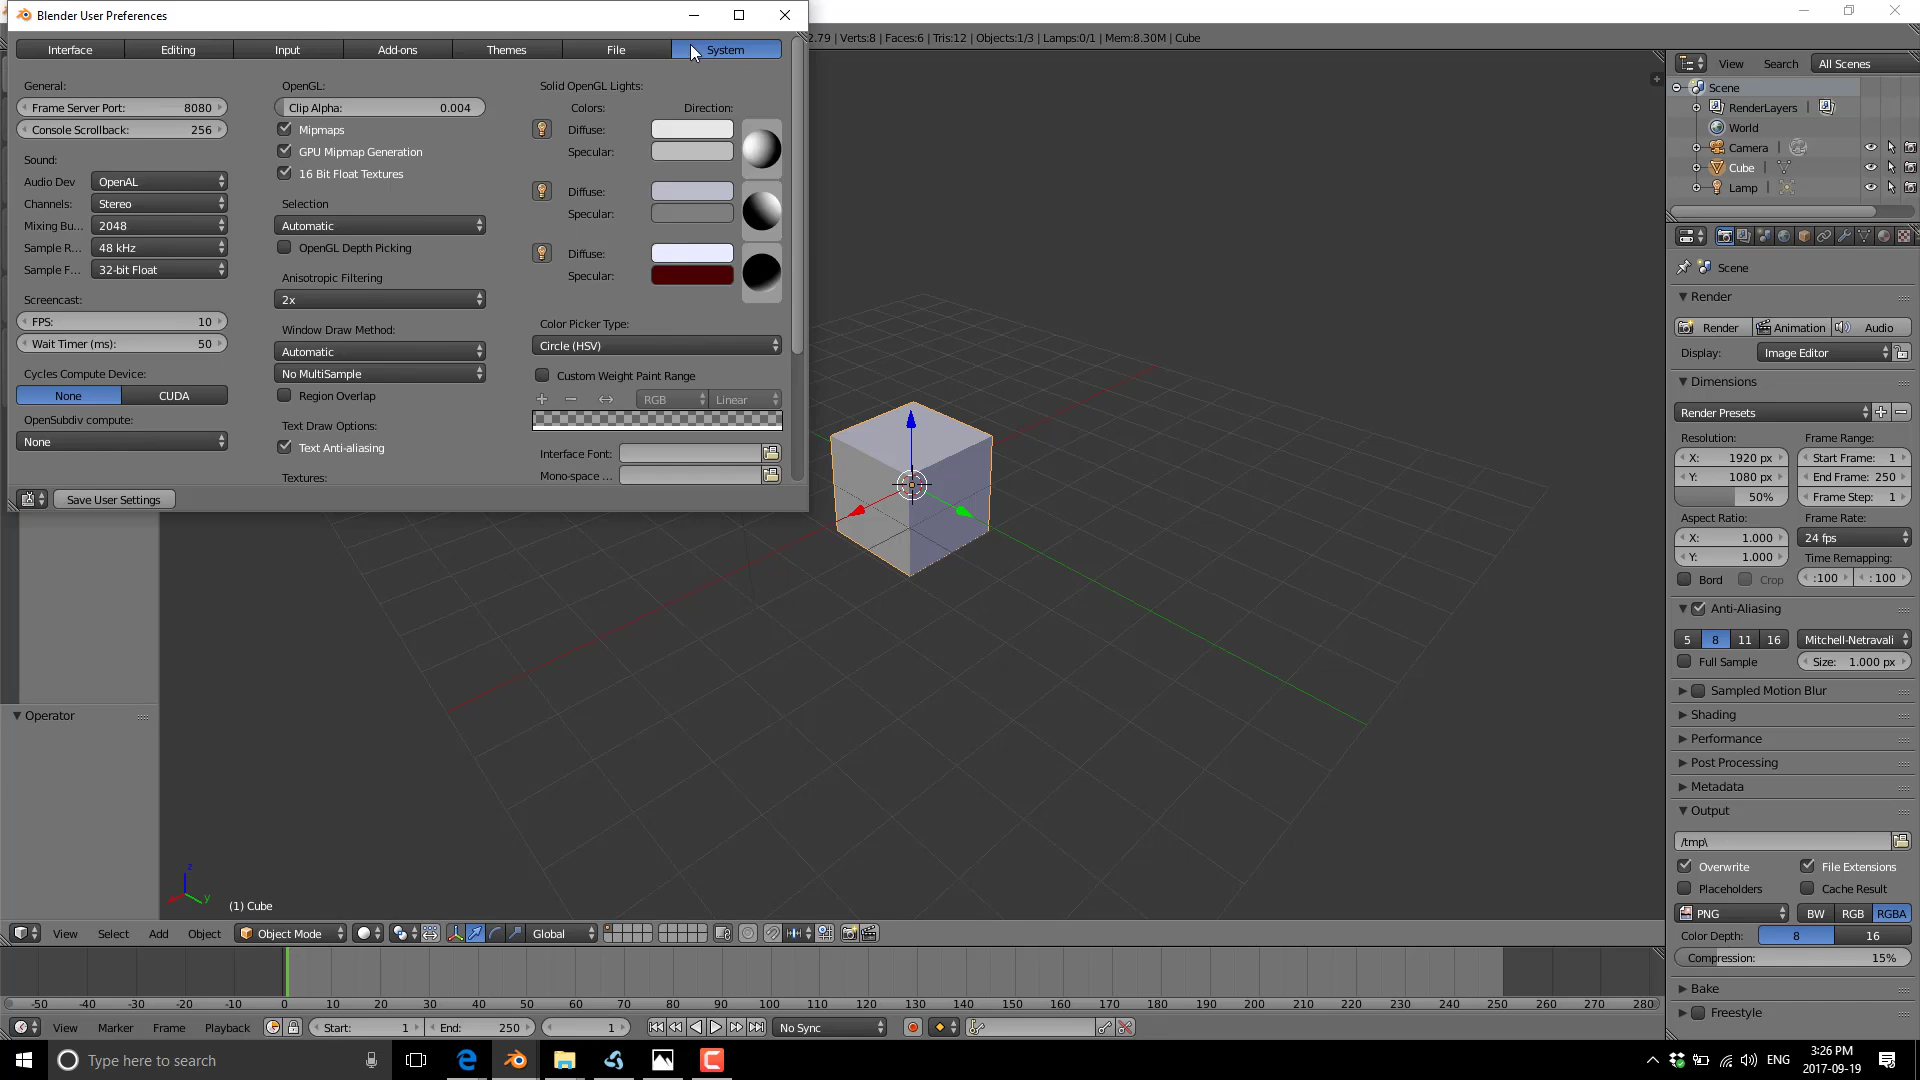 Blender User Preferences
Interface
Editing
Input
Add-ons
Themes
File
System
2.79 | Verts:8 | Faces:6 | Tris:12 | Objects:1/3 | Lamps:0/1 | Mem:8.30M | Cube
General:
Frame Server Port: 8080
Console Scrollback: 256
Sound:
Audio Dev OpenAL
Channels: Stereo
Mixing Bu... 2048
Sample R... 48 kHz
Sample F... 32-bit Float
Screencast:
FPS: 10
Wait Timer (ms): 50
Cycles Compute Device:
None CUDA
OpenSubdiv compute:
None
OpenGL:
Clip Alpha: 0.004
Mipmaps
GPU Mipmap Generation
16 Bit Float Textures
Selection
Automatic
OpenGL Depth Picking
Anisotropic Filtering
2x
Window Draw Method:
Automatic
No MultiSample
Region Overlap
Text Draw Options:
Text Anti-aliasing
Textures:
Solid OpenGL Lights:
Colors: Direction:
Diffuse:
Specular:
Diffuse:
Specular:
Diffuse:
Specular:
Color Picker Type:
Circle (HSV)
Custom Weight Paint Range
RGB Linear
Interface Font:
Mono-space ...
Save User Settings
Operator
(1) Cube
z
y
View Select Add Object Object Mode Global
-50 -40 -30 -20 -10 0 10 20 30 40 50 60 70 80 90 100 110 120 130 140 150 160 170 180 190 200 210 220 230 240 250 260 270 280
View Marker Frame Playback Start: 1 End: 250 1 No Sync
View Search All Scenes
Scene
RenderLayers
World
Camera
Cube
Lamp
Scene
Render
Render Animation Audio
Display: Image Editor
Dimensions
Render Presets
Resolution: Frame Range:
X: 1920 px Start Frame: 1
Y: 1080 px End Frame: 250
50% Frame Step: 1
Aspect Ratio: Frame Rate:
X: 1.000 24 fps
Y: 1.000 Time Remapping:
Bord Crop :100 : 100
Anti-Aliasing
5 8 11 16 Mitchell-Netravali
Full Sample Size: 1.000 px
Sampled Motion Blur
Shading
Performance
Post Processing
Metadata
Output
/tmp\
Overwrite File Extensions
Placeholders Cache Result
PNG BW RGB RGBA
Color Depth: 8 16
Compression: 15%
Bake
Freestyle
Type here to search
ENG
3:26 PM
2017-09-19